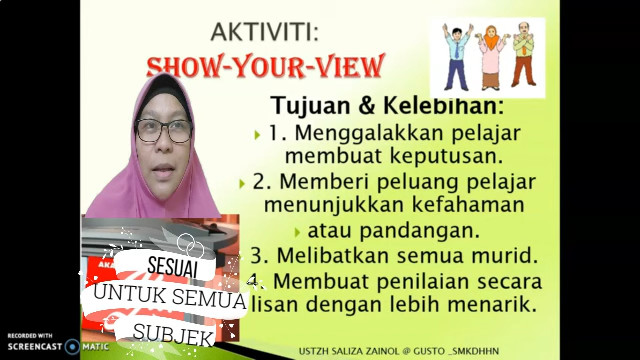 AKTIVITI:
SHOW-YOUR-VIEW
Tujuan & Kelebihan:
1. Menggalakkan pelajar
membuat keputusan.
2. Memberi peluang pelajar
menunjukkan kefahaman
atau pandangan.
3. Melibatkan semua murid.
4. Membuat penilaian secara
lisan dengan lebih menarik.
SESUAI
UNTUK SEMUA
SUBJEK
USTZH SALIZA ZAINOL @ GUSTO _SMKDHHN
RECORDED WITH
SCREENCAST MATIC